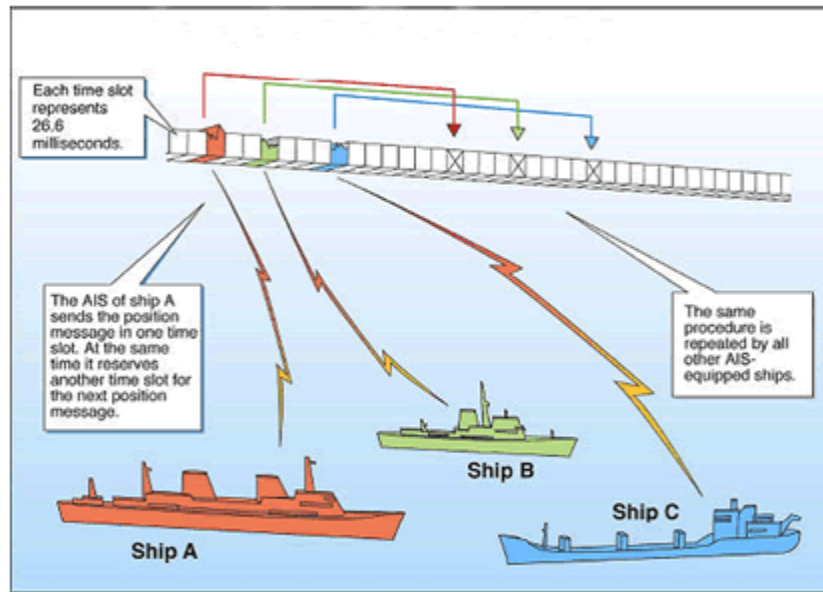 Each time slot
represents
26.6
milliseconds.
The AIS of ship A
sends the position
message in one time
slot. At the same
time it reserves
another time slot for
the next position
message.
The same
procedure is
repeated by all
other AIS-
equipped ships.
Ship B
Ship C
Ship A